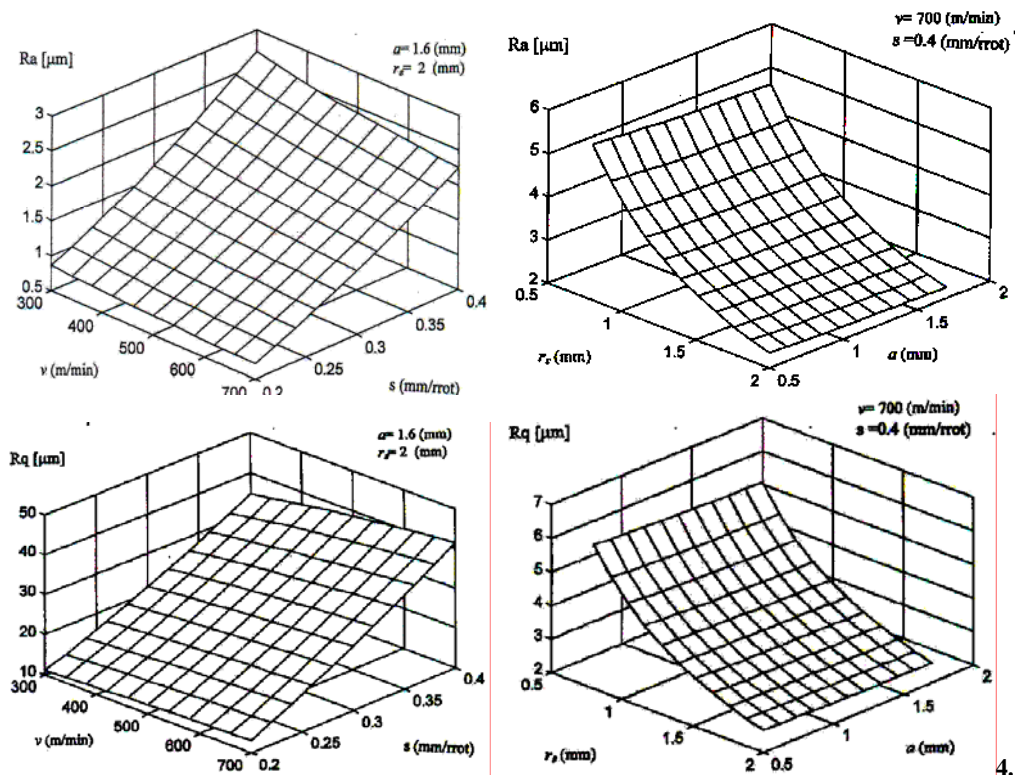 Ra [μm]
a= 1.6 (mm)
rε= 2 (mm)
3
2.5
2
1.5
1
0.5
300
400
500
600
700
v (m/min)
0.2
0.25
0.3
0.35
0.4
s (mm/rrot)
Ra [μm]
v= 700 (m/min)
s =0.4 (mm/rrot)
6
5
4
3
2
0.5
1
1.5
2
rε (mm)
0.5
1
1.5
2
a (mm)
Rq [μm]
a= 1.6 (mm)
rε= 2 (mm)
50
40
30
20
10
300
400
500
600
700
v (m/min)
0.2
0.25
0.3
0.35
0.4
s (mm/rrot)
Rq [μm]
v= 700 (m/min)
s =0.4 (mm/rrot)
7
6
5
4
3
2
0.5
1
1.5
2
rε (mm)
0.5
1
1.5
2
a (mm)
4.